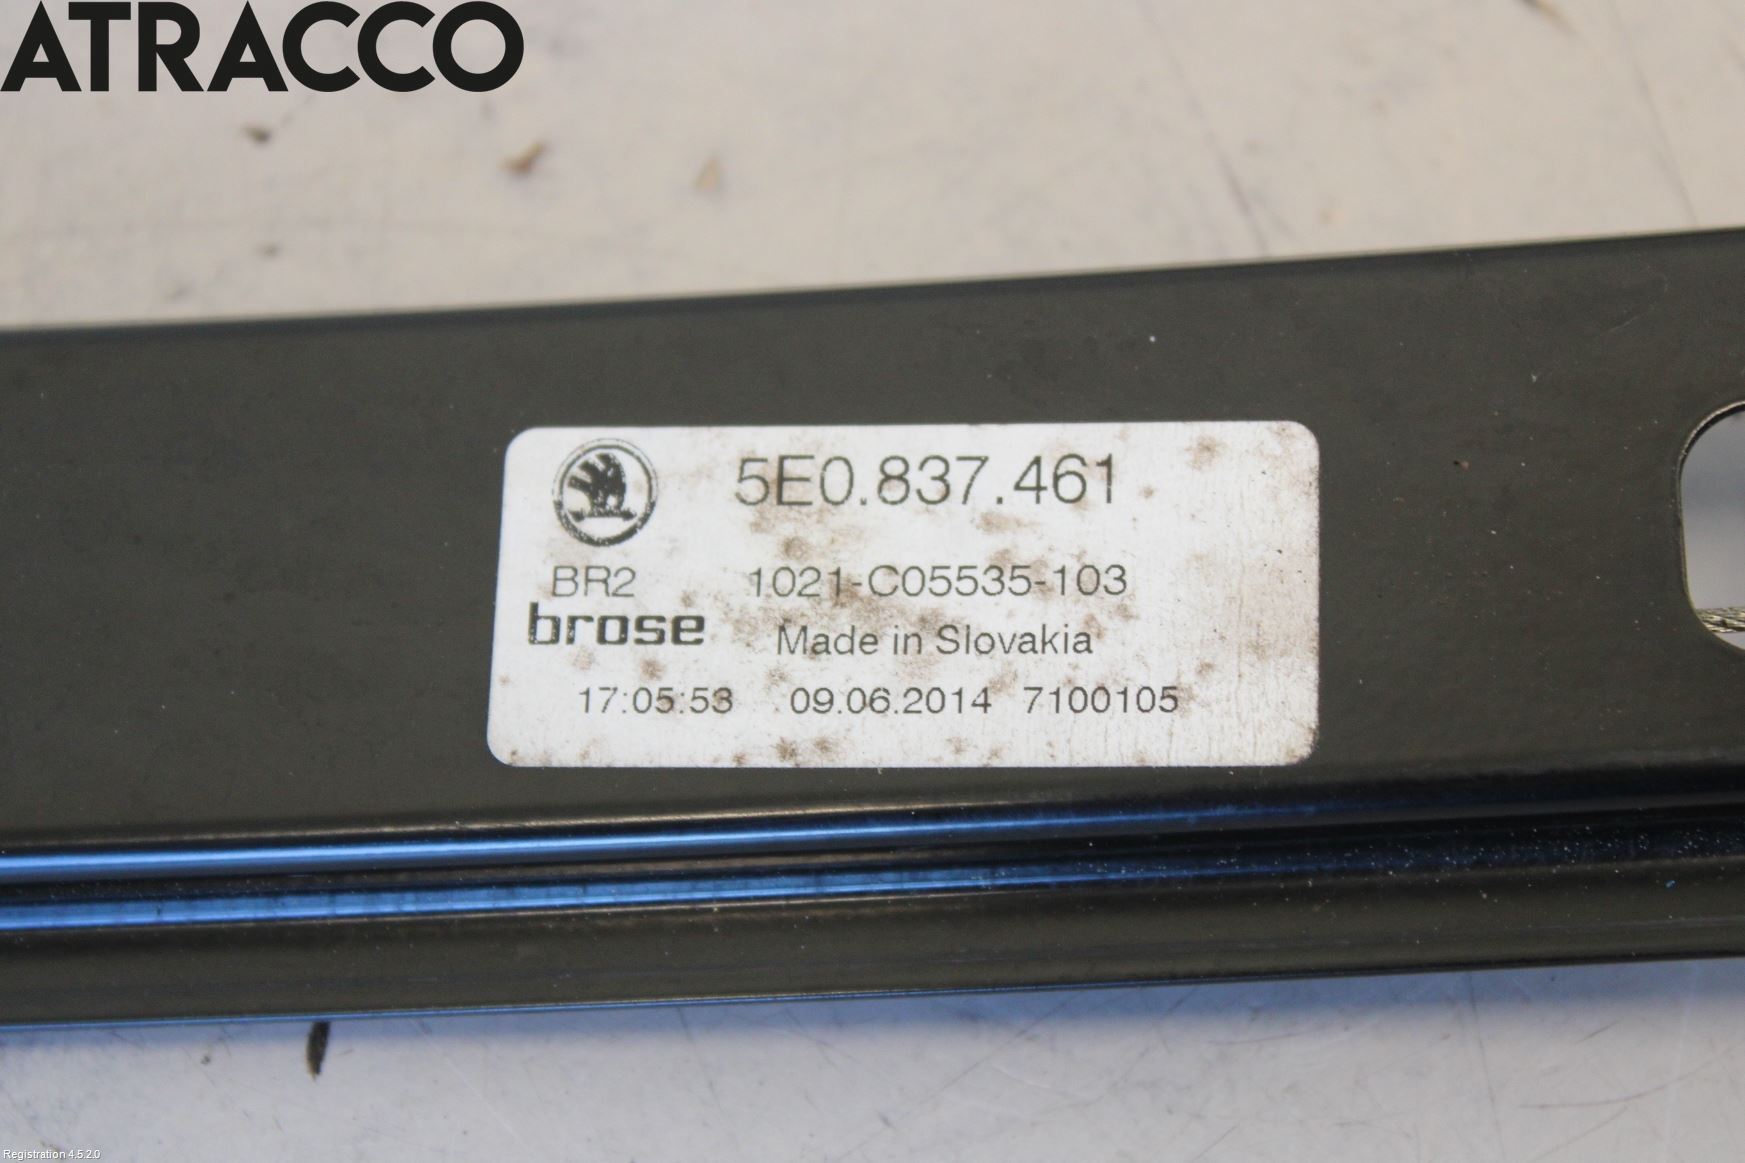 ATRACCO
5E0.837.461
BR2 1021-C05535-103
brose Made in Slovakia
17:05:53 09.06.2014 7100105
Registration 4.5.2.0